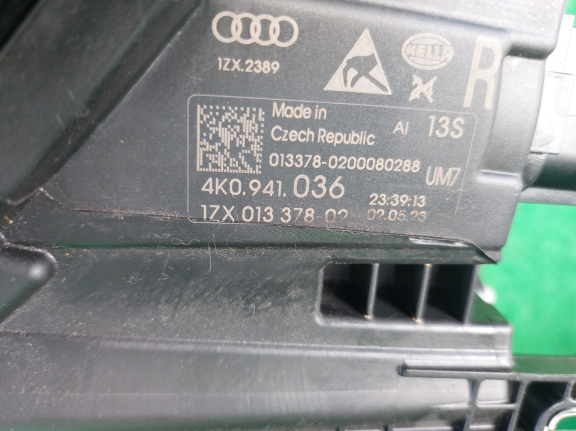 HELLA
1ZX.2389
R
Made in
Czech Republic
AI 13S
013378-0200080288
UM7
4K0.941.036
23:39:13
1ZX 013 378-02
02.05.23